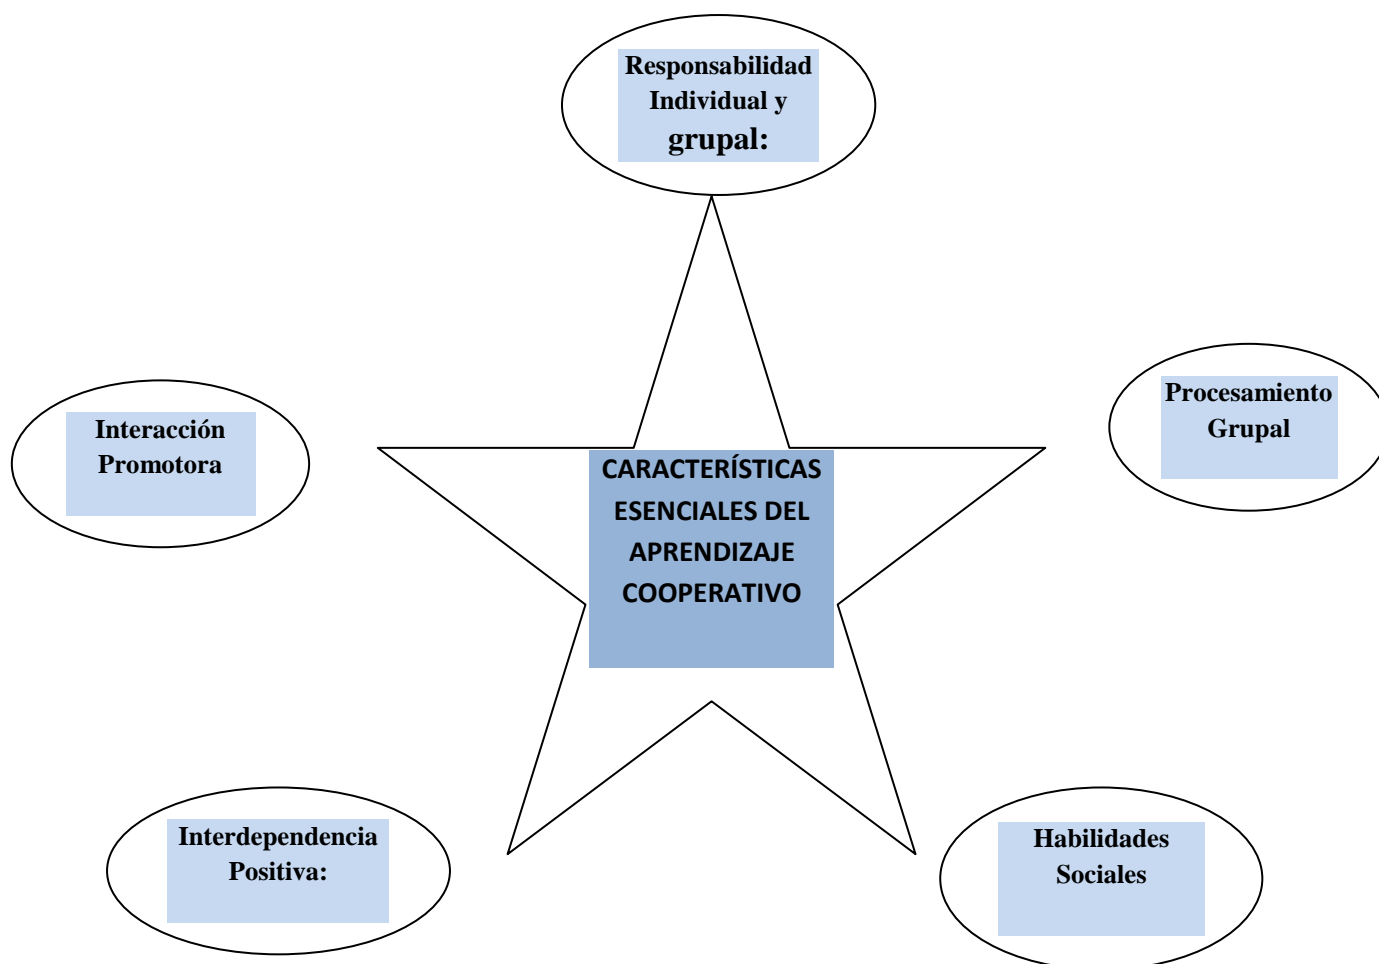 Responsabilidad
Individual y
grupal:
Interacción
Promotora
Procesamiento
Grupal
CARACTERÍSTICAS
ESENCIALES DEL
APRENDIZAJE
COOPERATIVO
Interdependencia
Positiva:
Habilidades
Sociales